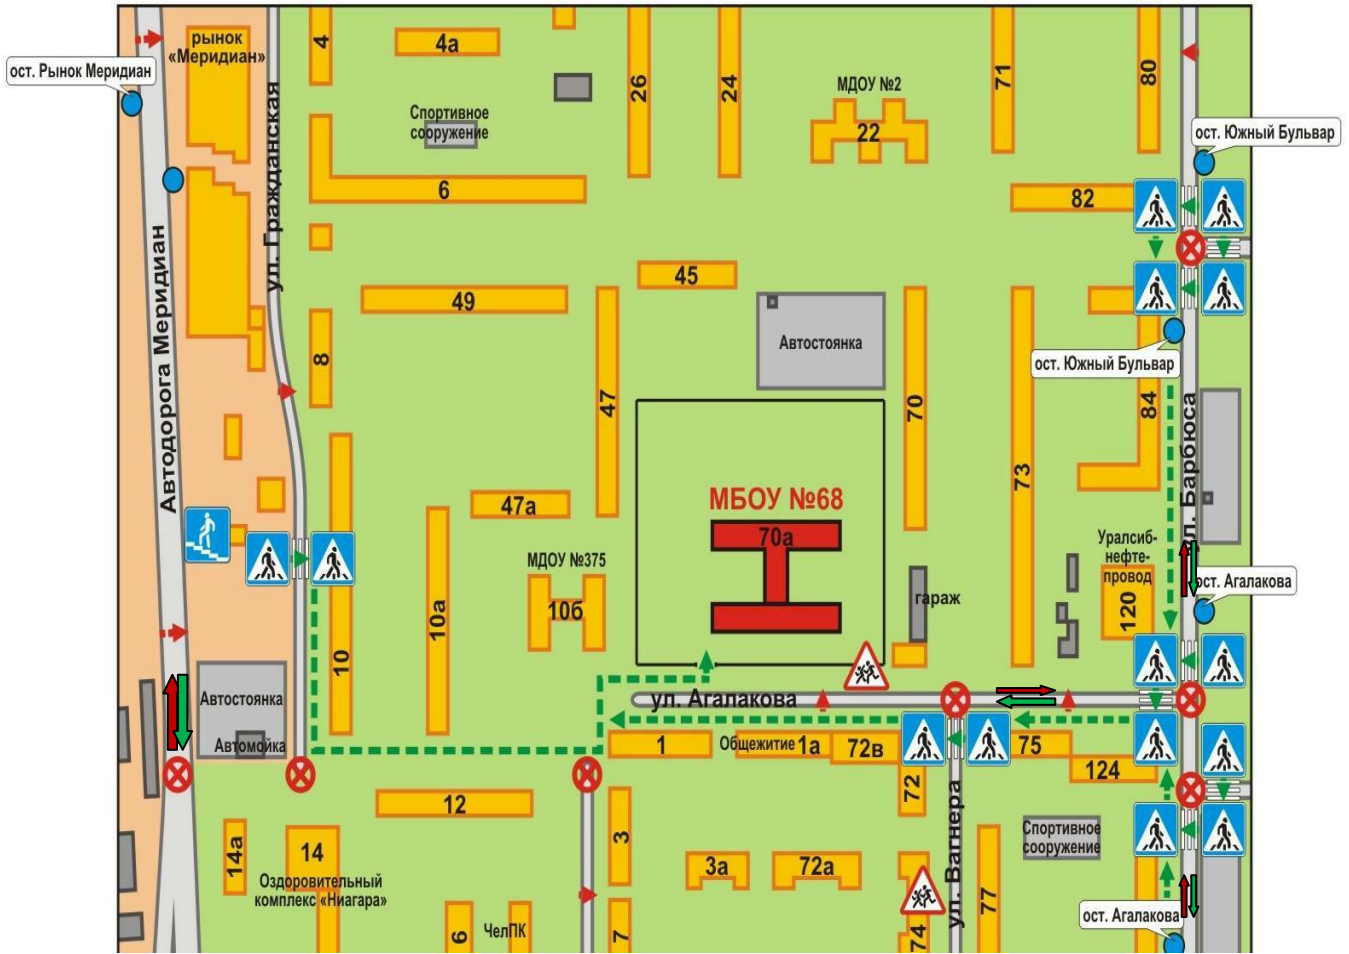 рынок
«Меридиан»
4
4а
26
24
МДОУ №2
71
80
ост. Рынок Меридиан
Спортивное
сооружение
22
ост. Южный Бульвар
ул. Гражданская
6
82
Автодорога Меридиан
45
49
Автостоянка
8
ост. Южный Бульвар
47
70
84
ул. Барбюса
73
МБОУ №68
47а
70а
Уралсиб-
нефте-
провод
МДОУ №375
ост. Агалакова
10а
10б
гараж
120
10
Автостоянка
ул. Агалакова
Автомойка
1
Общежитие 1а
72в
75
124
72
12
ул. Вагнера
3
Спортивное
сооружение
14а
14
3а
72а
Оздоровительный
комплекс «Ниагара»
77
ост. Агалакова
6
ЧелПК
7
74